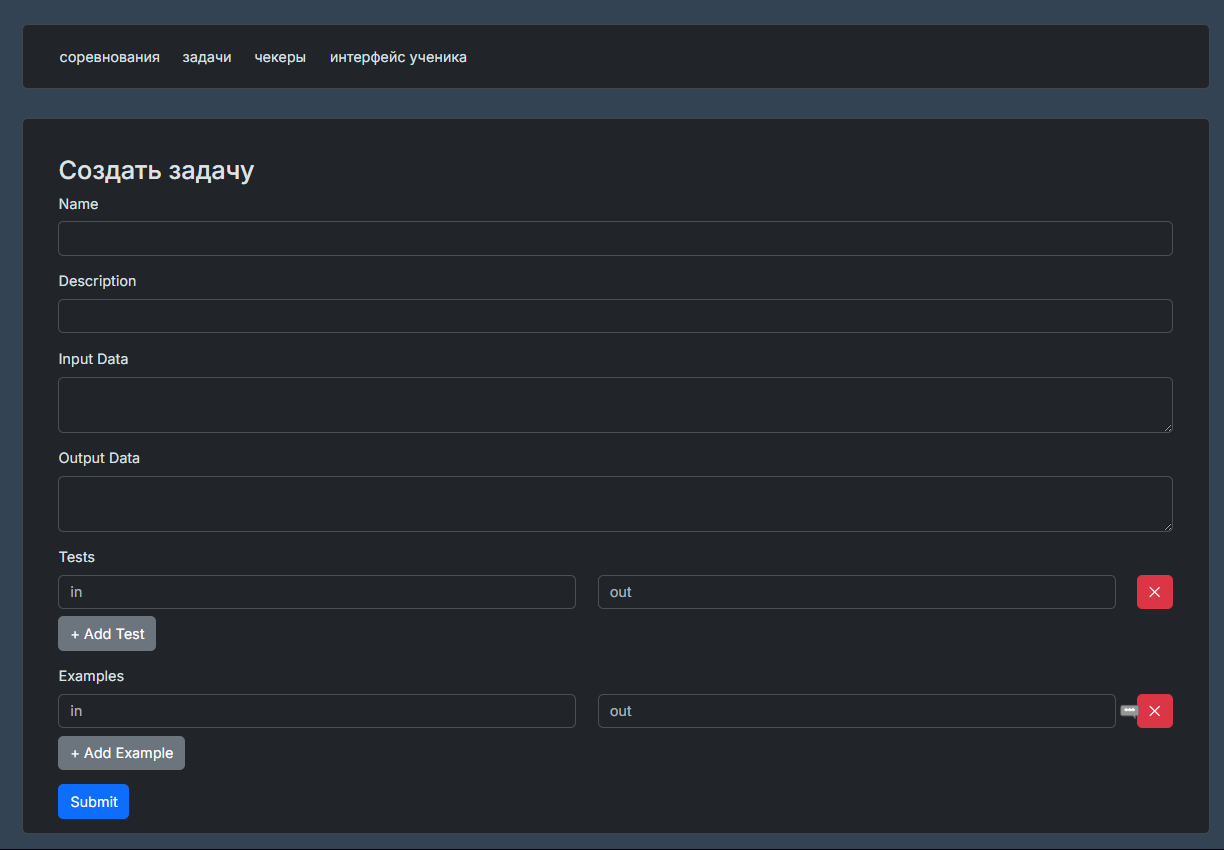 соревнования задачи чекеры интерфейс ученика
Создать задачу
Name
Description
Input Data
Output Data
Tests
in out
+ Add Test
Examples
in out
+ Add Example
Submit